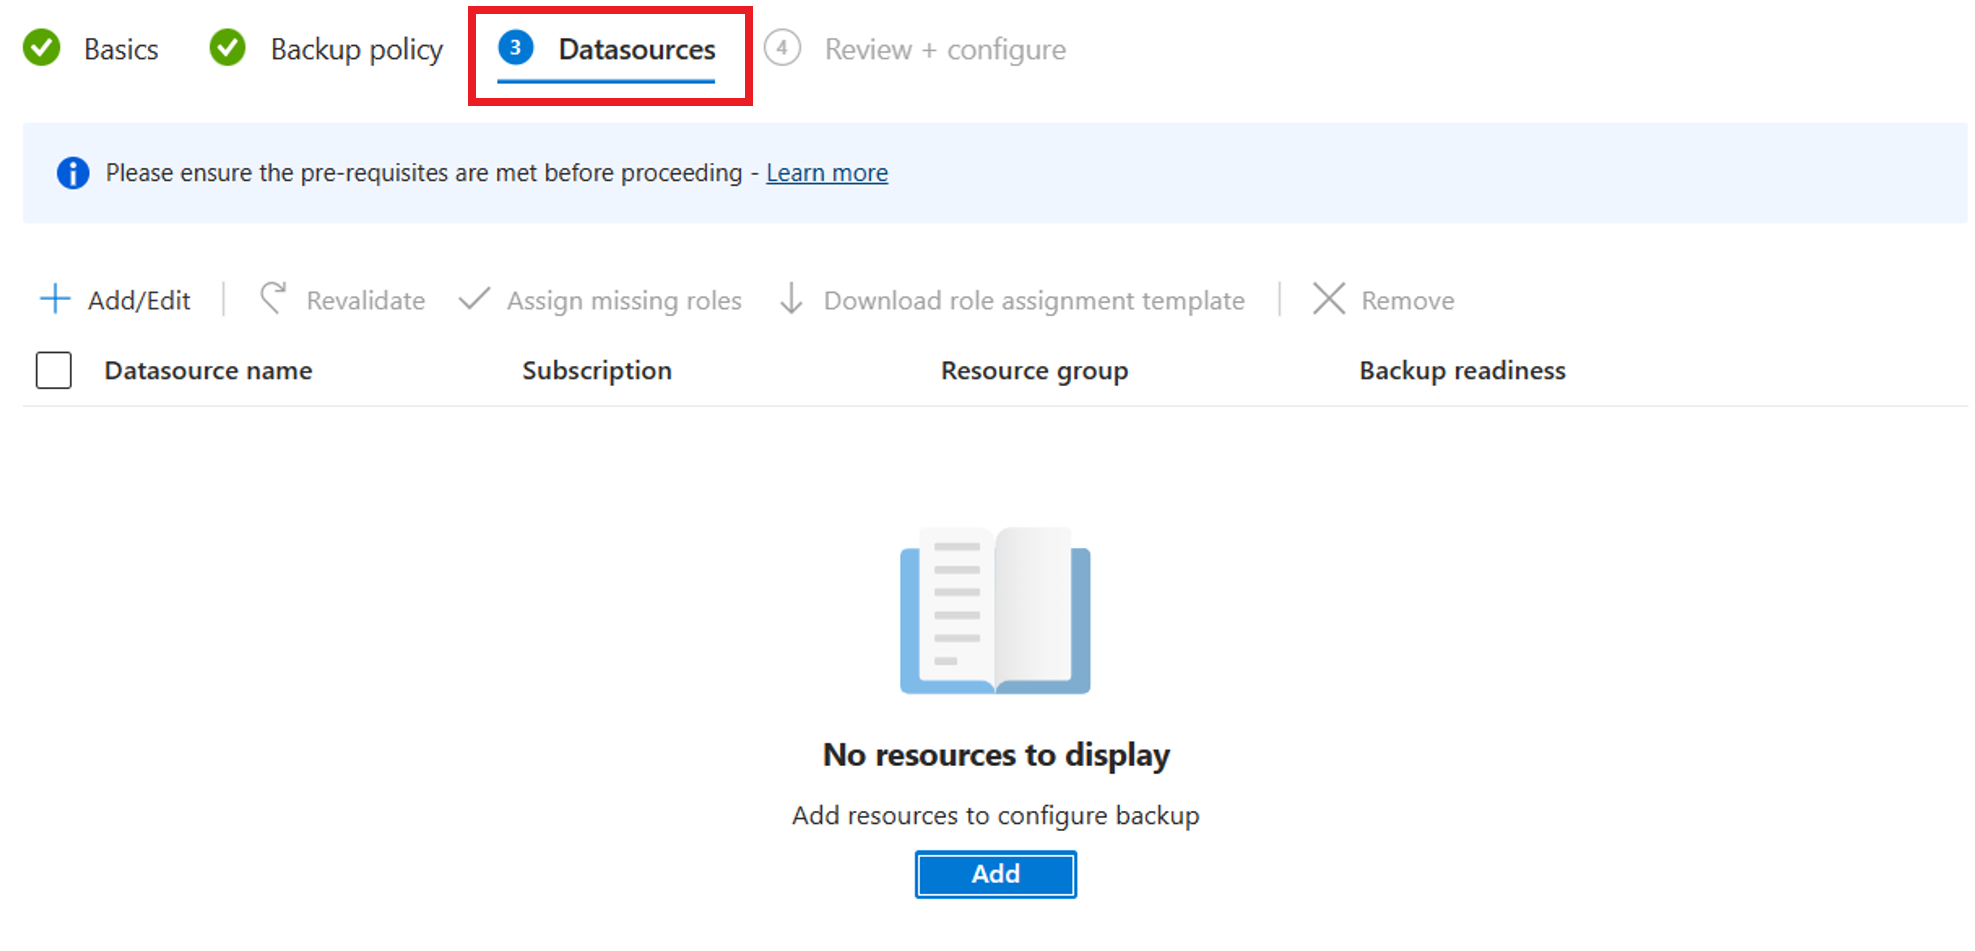 Basics Backup policy 3 Datasources 4 Review + configure
Please ensure the pre-requisites are met before proceeding - Learn more
Add/Edit Revalidate Assign missing roles Download role assignment template Remove
Datasource name Subscription Resource group Backup readiness
No resources to display
Add resources to configure backup
Add